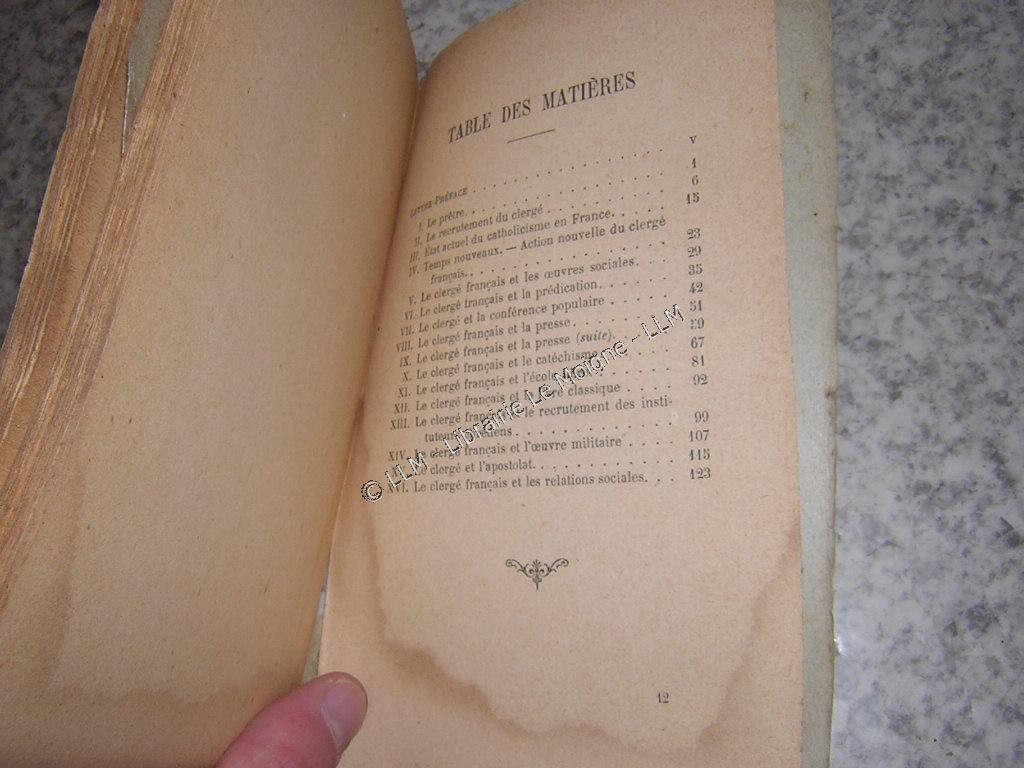 TABLE DES MATIÈRES
LETTRE-PRÉFACE . . . . . . . . . . . . . . . . v
I. Le prêtre. . . . . . . . . . . . . . . . 1
II. Le recrutement du clergé . . . . . . . . . . 6
III. État actuel du catholicisme en France. . . . . 15
IV. Temps nouveaux. — Action nouvelle du clergé
français. . . . . . . . . . . . . . . . 23
V. Le clergé français et les œuvres sociales. . . . 29
VI. Le clergé français et la prédication. . . . . . 35
VII. Le clergé et la conférence populaire . . . . . 42
VIII. Le clergé français et la presse . . . . . . . 51
IX. Le clergé français et la presse (suite). . . . . 59
X. Le clergé français et le catéchisme . . . . . 67
XI. Le clergé français et l'école . . . . . 81
XII. Le clergé français et classique . . . . 92
XIII. Le clergé français recrutement des insti-
. . . . . . . . . . . 99
XIV. Le clergé français et l'œuvre militaire . . . . 107
XV. Le clergé et l'apostolat. . . . . . . . . . 115
XVI. Le clergé français et les relations sociales. . . 123
© LLM - Librairie Le Moigne - LLM
12